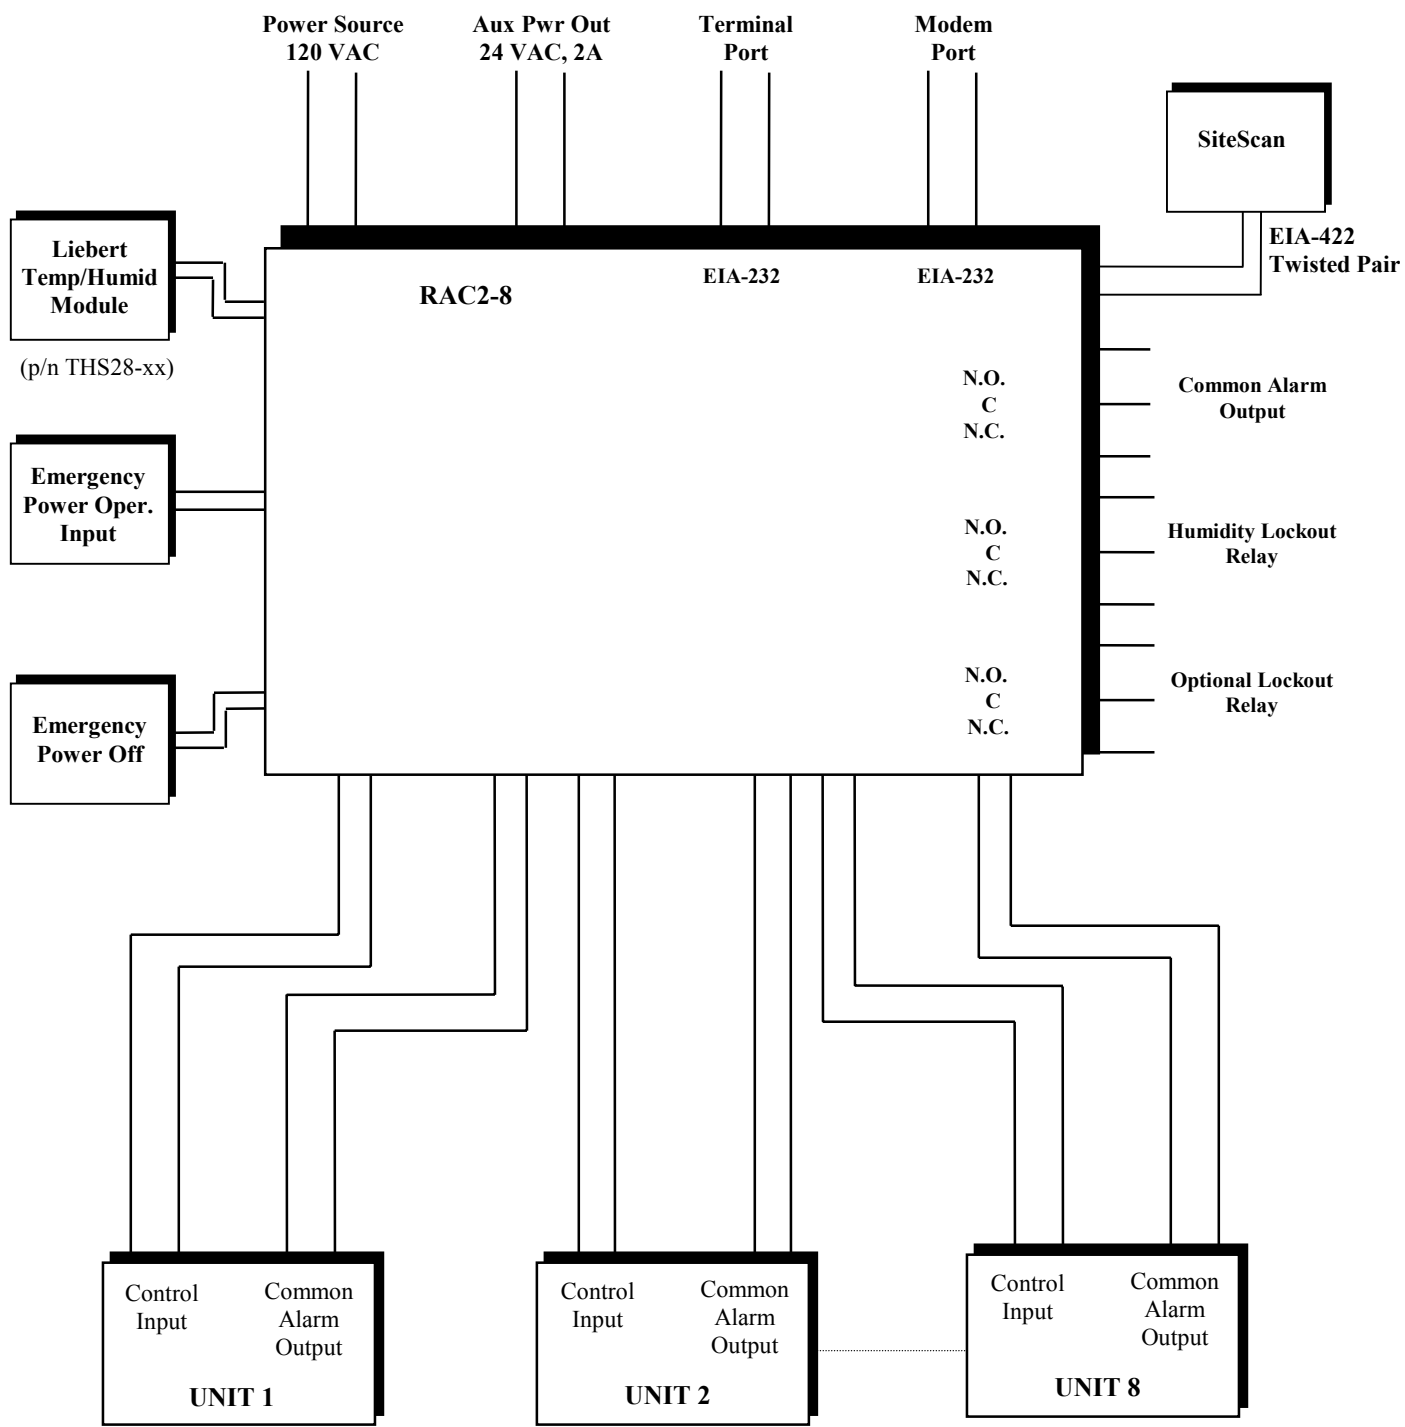 Power Source
120 VAC
Aux Pwr Out
24 VAC, 2A
Terminal
Port
Modem
Port
SiteScan
EIA-422
Twisted Pair
Liebert
Temp/Humid
Module
(p/n THS28-xx)
RAC2-8
EIA-232
EIA-232
N.O.
C
N.C.
Common Alarm
Output
Emergency
Power Oper.
Input
N.O.
C
N.C.
Humidity Lockout
Relay
Emergency
Power Off
N.O.
C
N.C.
Optional Lockout
Relay
Control
Input
Common
Alarm
Output
UNIT 1
Control
Input
Common
Alarm
Output
UNIT 2
Control
Input
Common
Alarm
Output
UNIT 8